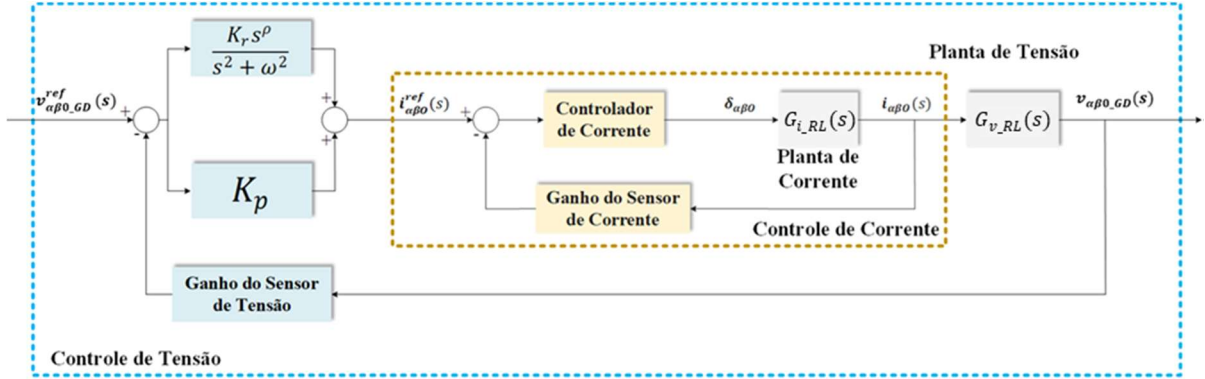 K_r s^ρ
s² + ω²
Planta de Tensão
v^{ref}_{αβ0_GD}(s)
+
-
+
+
i^{ref}_{αβO}(s)
+
-
Controlador
de Corrente
δ_{αβO}
G_{i_RL}(s)
i_{αβO}(s)
G_{v_RL}(s)
v_{αβ0_GD}(s)
Planta de
Corrente
K_p
Ganho do Sensor
de Corrente
Controle de Corrente
Ganho do Sensor
de Tensão
Controle de Tensão